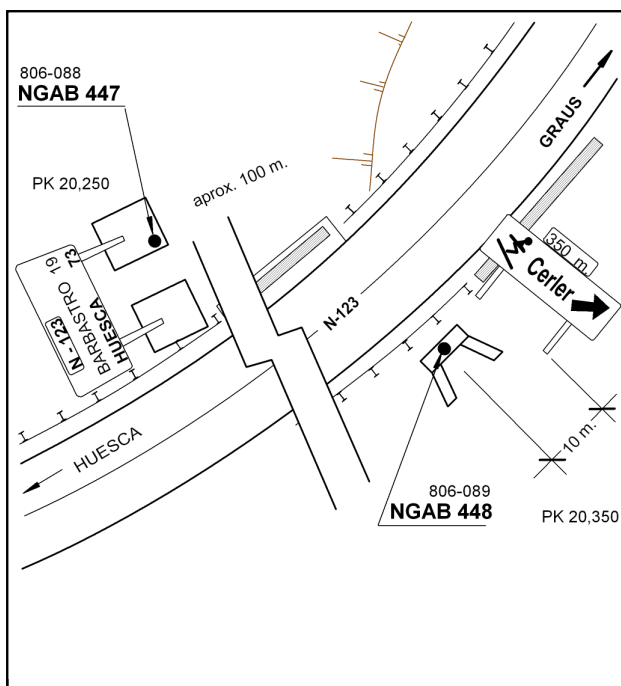 806-088
NGAB 447
PK 20,250
aprox. 100 m.
GRAUS
N-123
BARBASTRO 19
HUESCA 73
350 m.
Cerler
N-123
HUESCA
10 m.
806-089
NGAB 448
PK 20,350